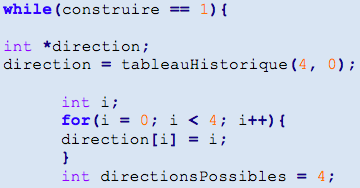 while(construire == 1){
int *direction;
direction = tableauHistorique(4, 0);
int i;
for(i = 0; i < 4; i++){
direction[i] = i;
}
int directionsPossibles = 4;